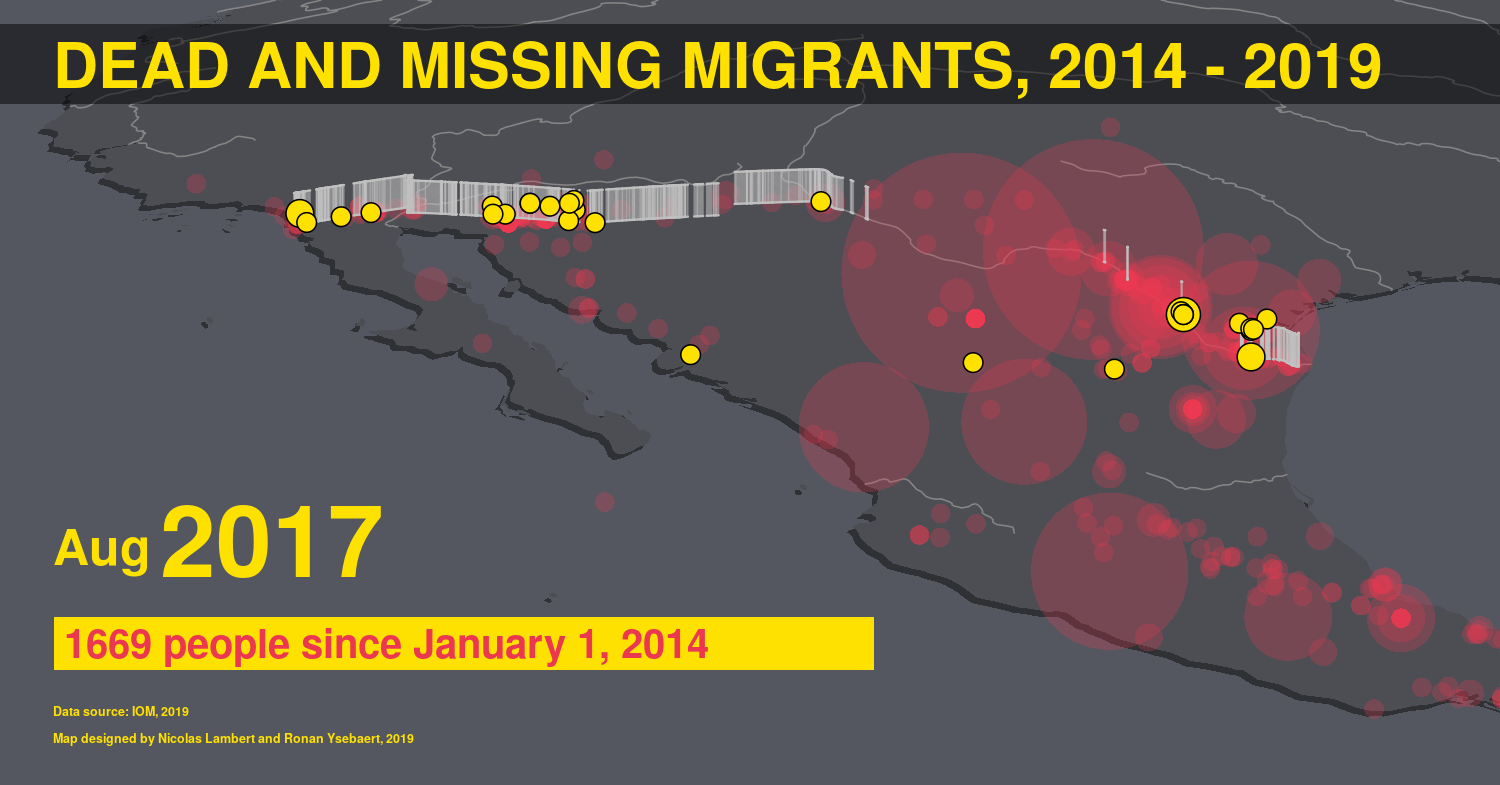 DEAD AND MISSING MIGRANTS, 2014 - 2019
Aug 2017
1669 people since January 1, 2014
Data source: IOM, 2019
Map designed by Nicolas Lambert and Ronan Ysebaert, 2019